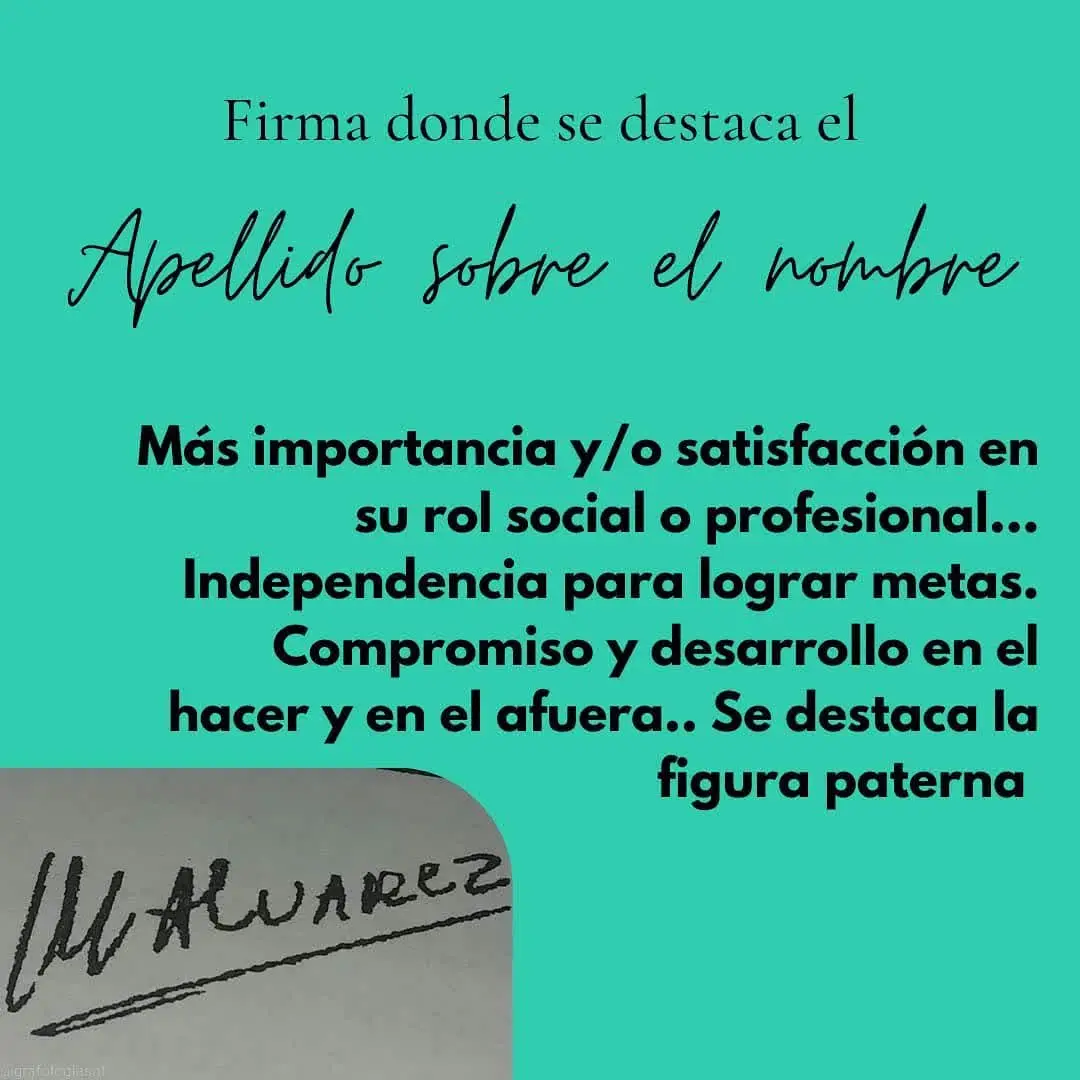 Firma donde se destaca el
Apellido sobre el nombre
Más importancia y/o satisfacción en
su rol social o profesional...
Independencia para lograr metas.
Compromiso y desarrollo en el
hacer y en el afuera.. Se destaca la
figura paterna
M ALVAREZ